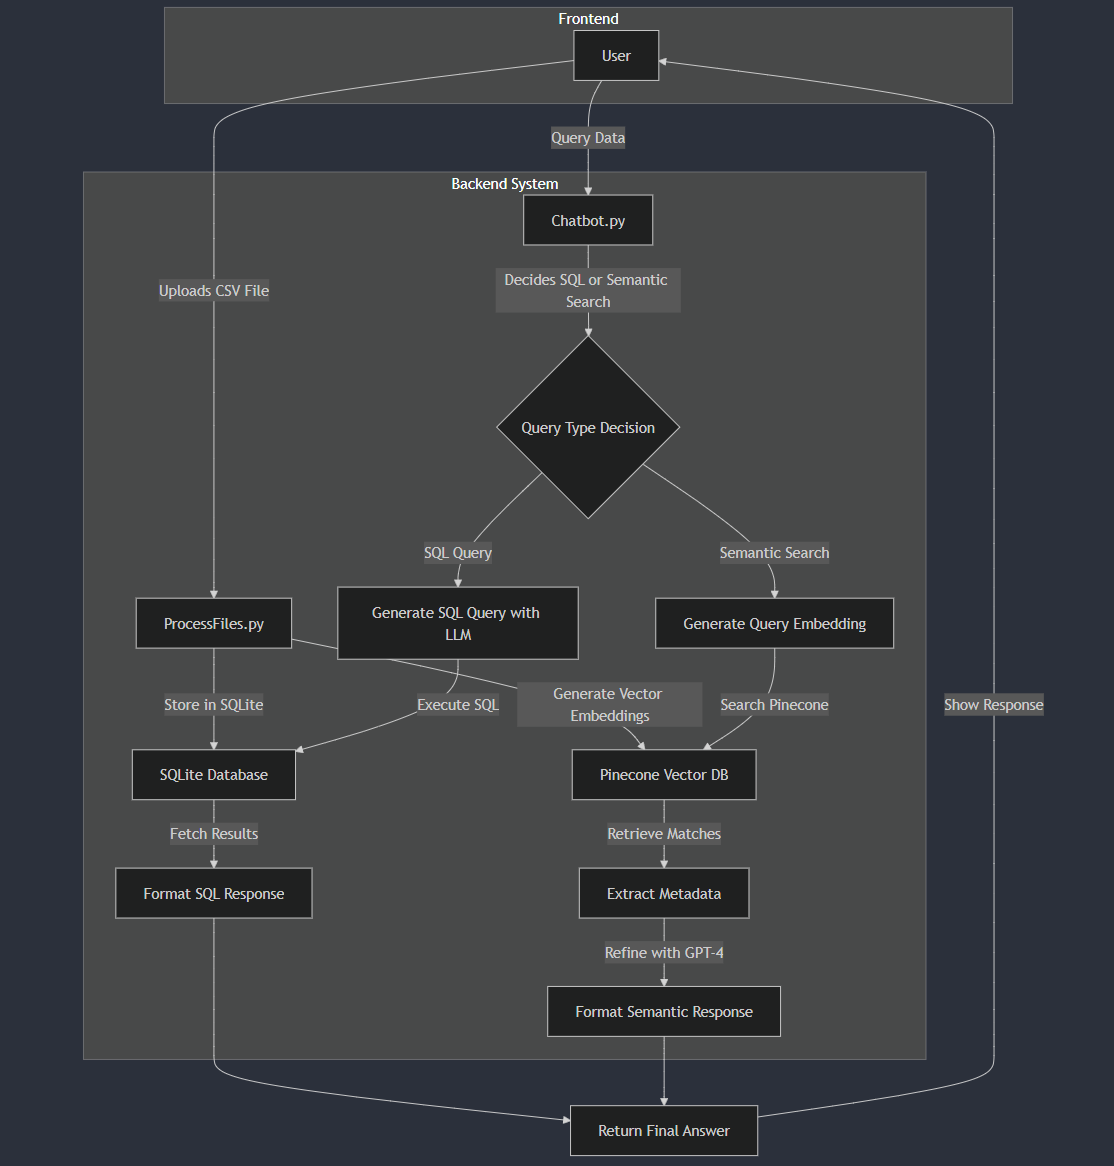 Frontend
User
Query Data
Backend System
Chatbot.py
Uploads CSV File
Decides SQL or Semantic
Search
Query Type Decision
SQL Query
Semantic Search
ProcessFiles.py
Generate SQL Query with
LLM
Generate Query Embedding
Store in SQLite
Execute SQL
Generate Vector
Embeddings
Search Pinecone
Show Response
SQLite Database
Pinecone Vector DB
Fetch Results
Retrieve Matches
Format SQL Response
Extract Metadata
Refine with GPT-4
Format Semantic Response
Return Final Answer